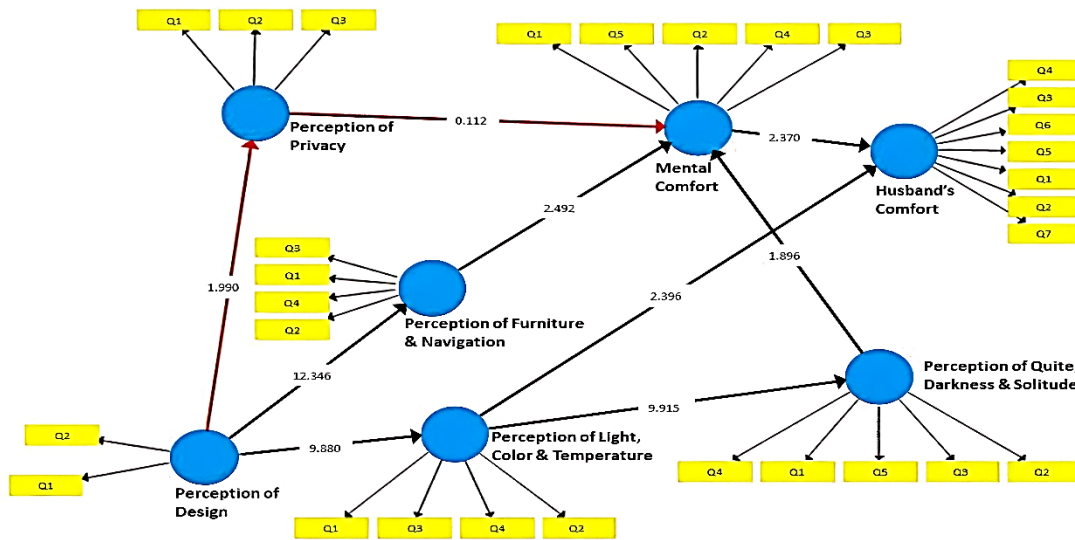 Q1
Q2
Q3
Perception of
Privacy
Q1
Q5
Q2
Q4
Q3
Mental
Comfort
Q4
Q3
Q6
Q5
Q1
Q2
Q7
Husband's
Comfort
0.112
2.370
2.492
1.896
1.990
2.396
Q3
Q1
Q4
Q2
Perception of Furniture
& Navigation
12.346
9.880
9.915
Q2
Q1
Perception of
Design
Perception of Light,
Color & Temperature
Q1
Q3
Q4
Q2
Perception of Quite,
Darkness & Solitude
Q4
Q1
Q5
Q3
Q2